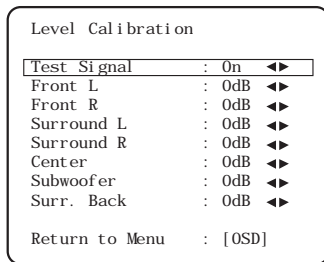 Level Calibration
Test Signal : On ◄►
Front L : 0dB ◄►
Front R : 0dB ◄►
Surround L : 0dB ◄►
Surround R : 0dB ◄►
Center : 0dB ◄►
Subwoofer : 0dB ◄►
Surr. Back : 0dB ◄►
Return to Menu : [OSD]